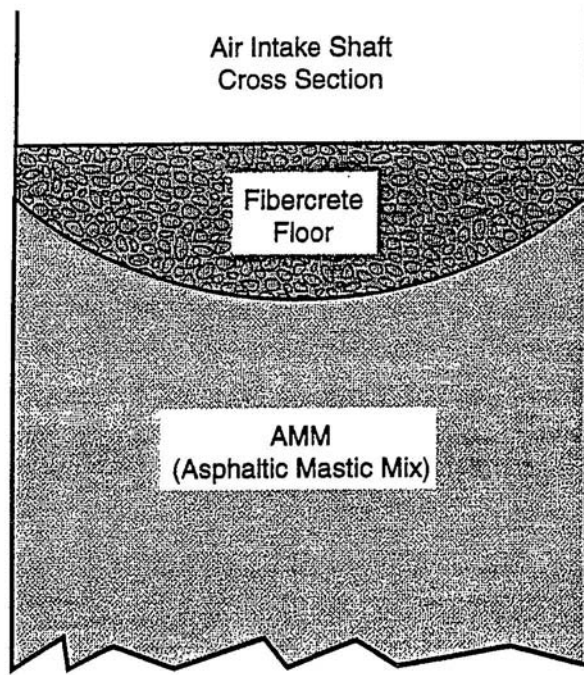 Air Intake Shaft
Cross Section
Fibercrete
Floor
AMM
(Asphaltic Mastic Mix)